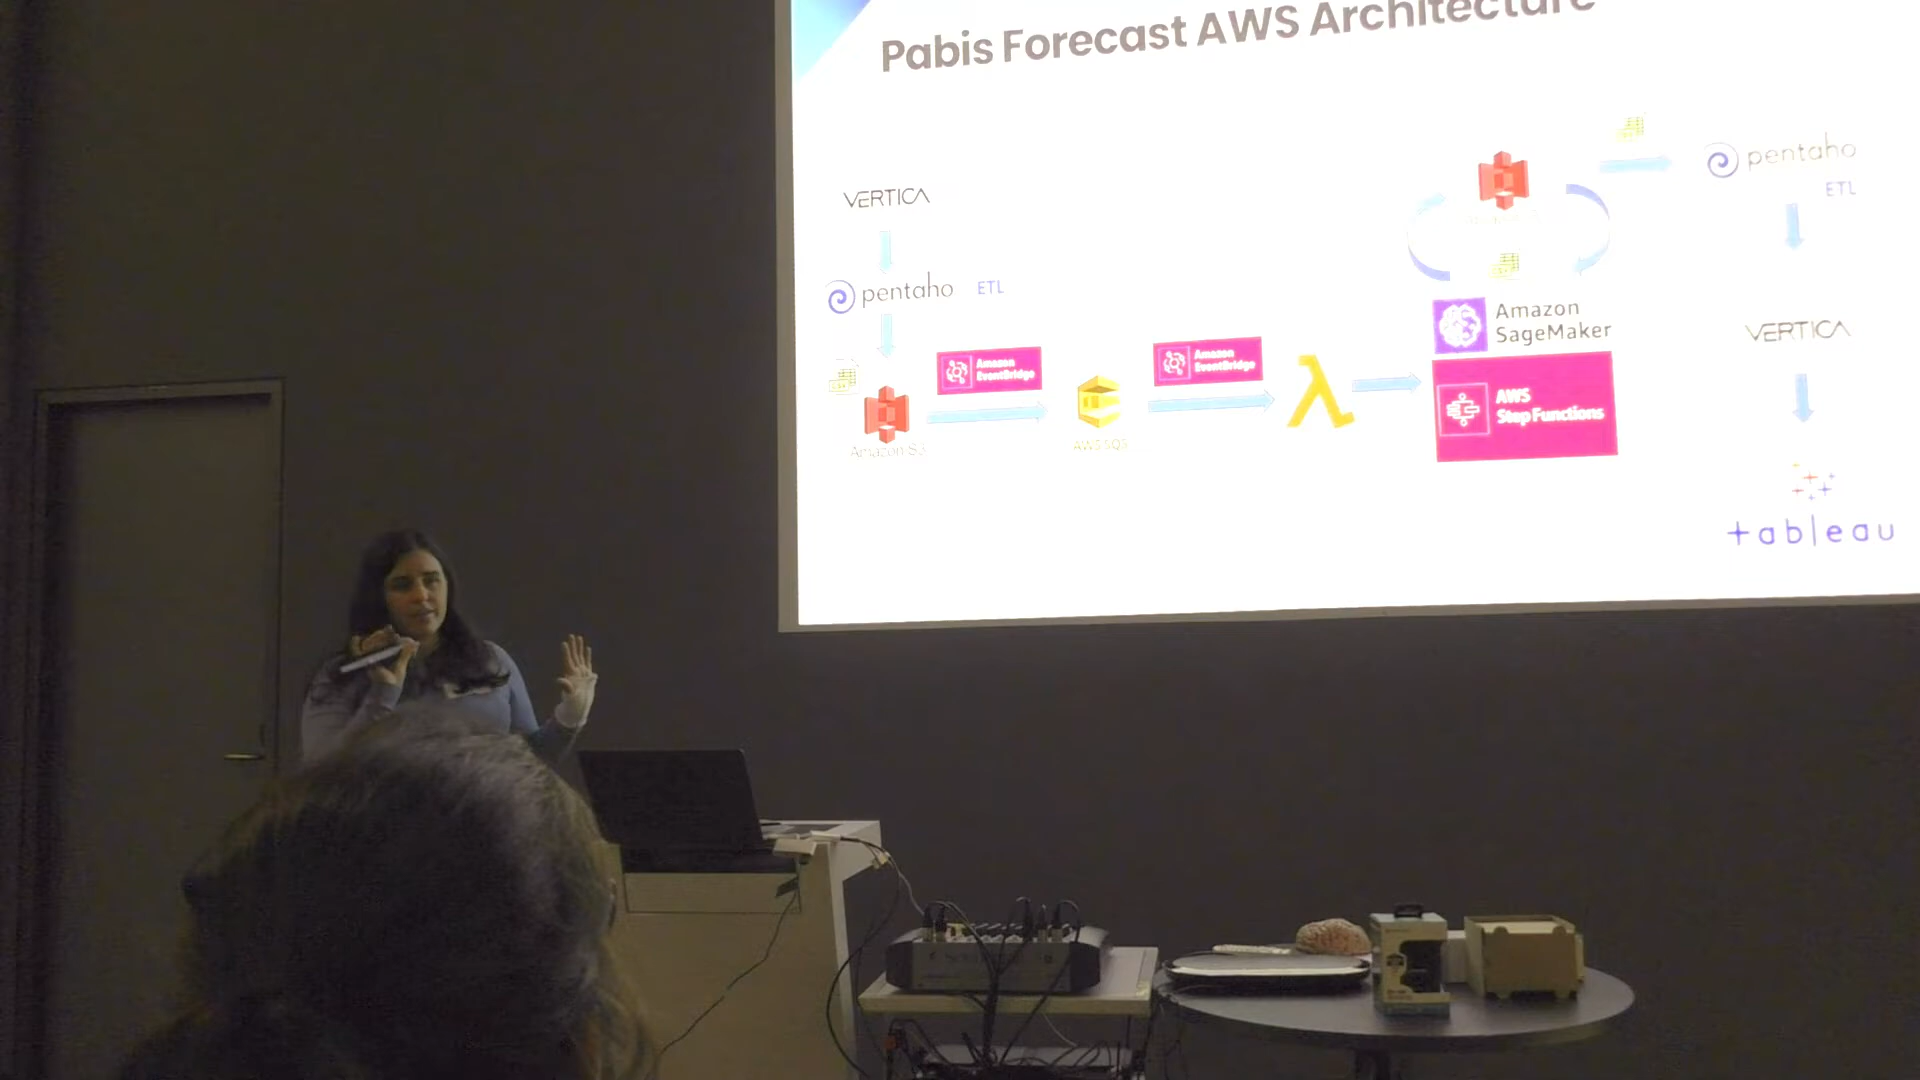 Pabis Forecast AWS Architecture
VERTICA
pentaho ETL
Amazon
EventBridge
Amazon S3
AWS SQS
Amazon
EventBridge
Amazon
SageMaker
AWS
Step Functions
pentaho
ETL
VERTICA
+ableau